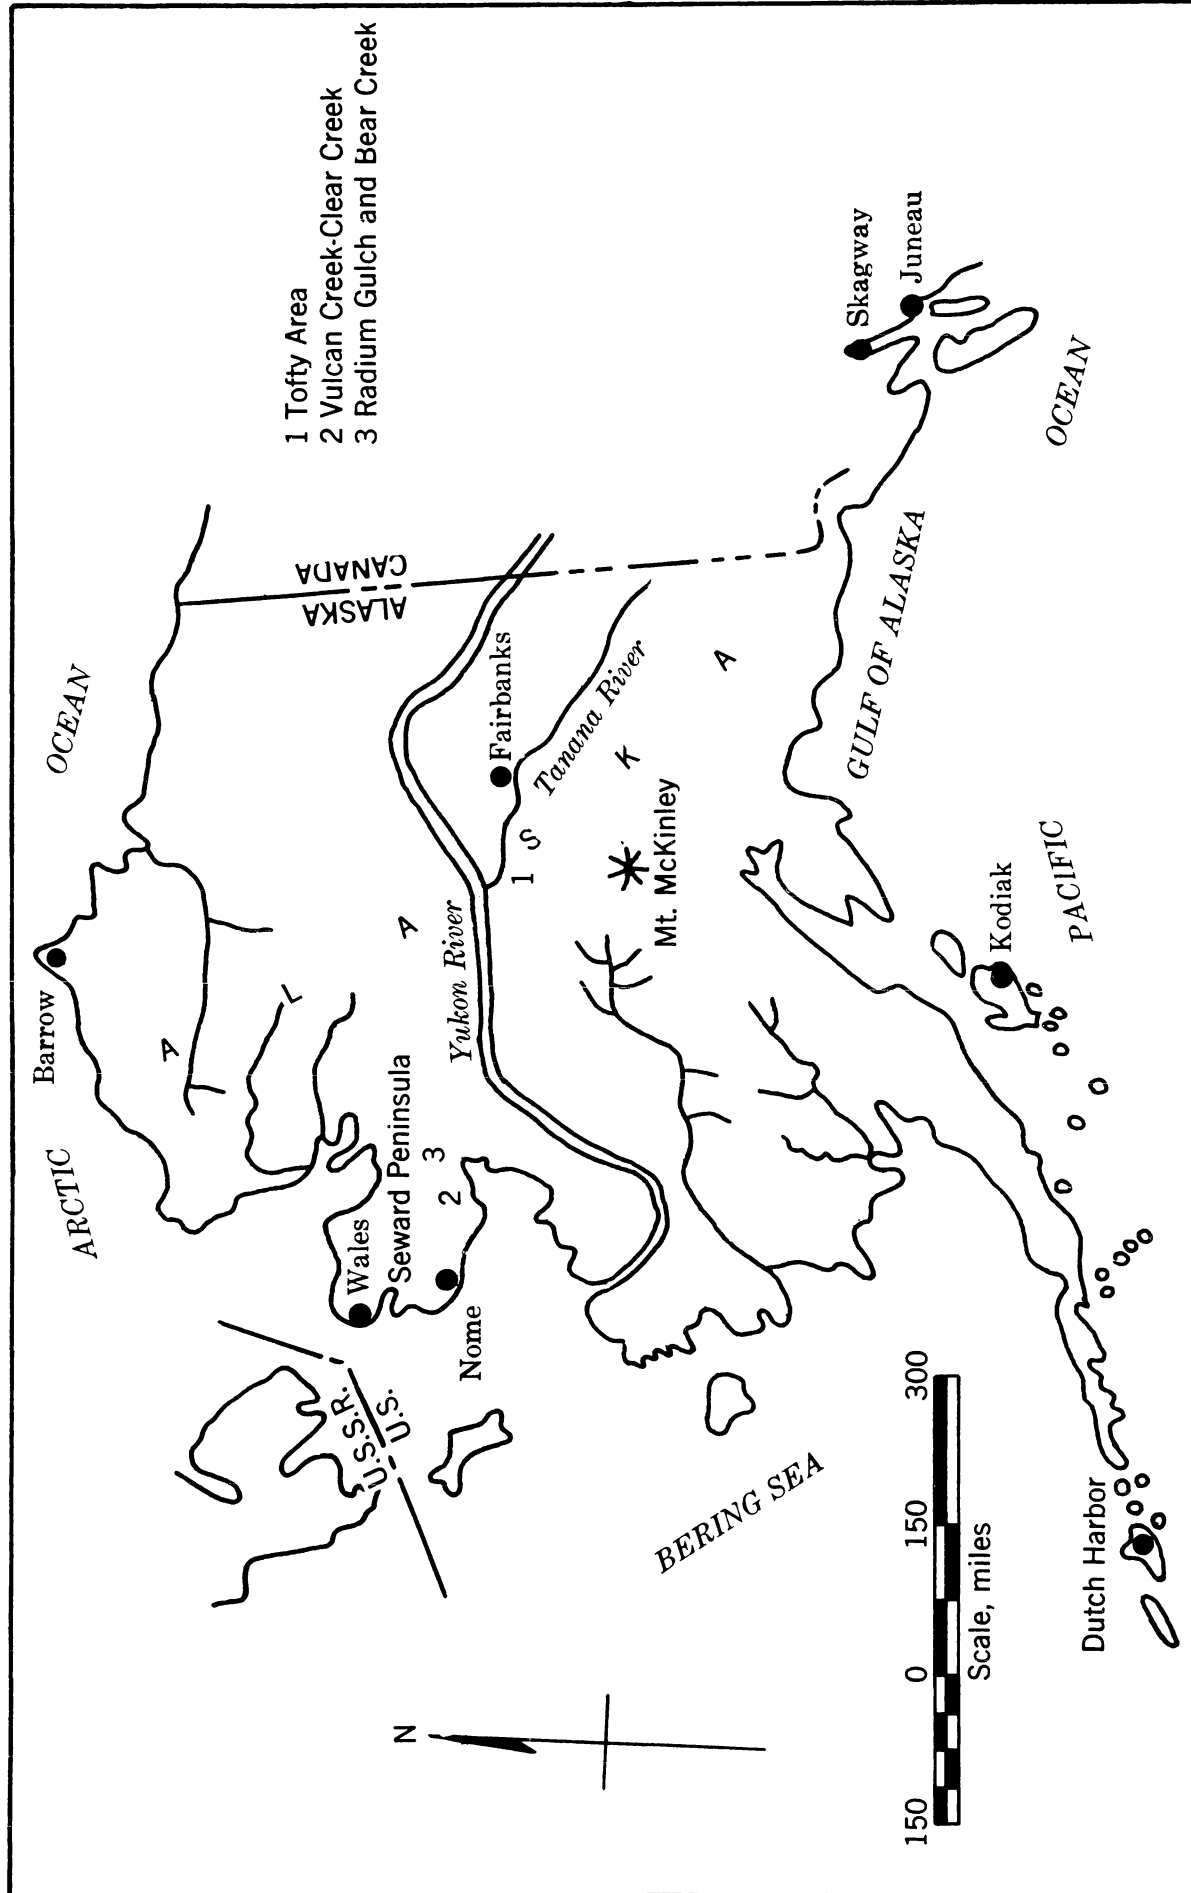 ARCTIC
OCEAN
Barrow
1 Tofty Area
2 Vulcan Creek-Clear Creek
3 Radium Gulch and Bear Creek
A L A S K A
ALASKA
CANADA
U.S.S.R.
U.S.
Wales
Seward Peninsula
2 3
Nome
Yukon River
Fairbanks
1
Tanana River
Mt. McKinley
N
BERING SEA
GULF OF ALASKA
Skagway
Juneau
Kodiak
PACIFIC
OCEAN
150 0 150 300
Scale, miles
Dutch Harbor